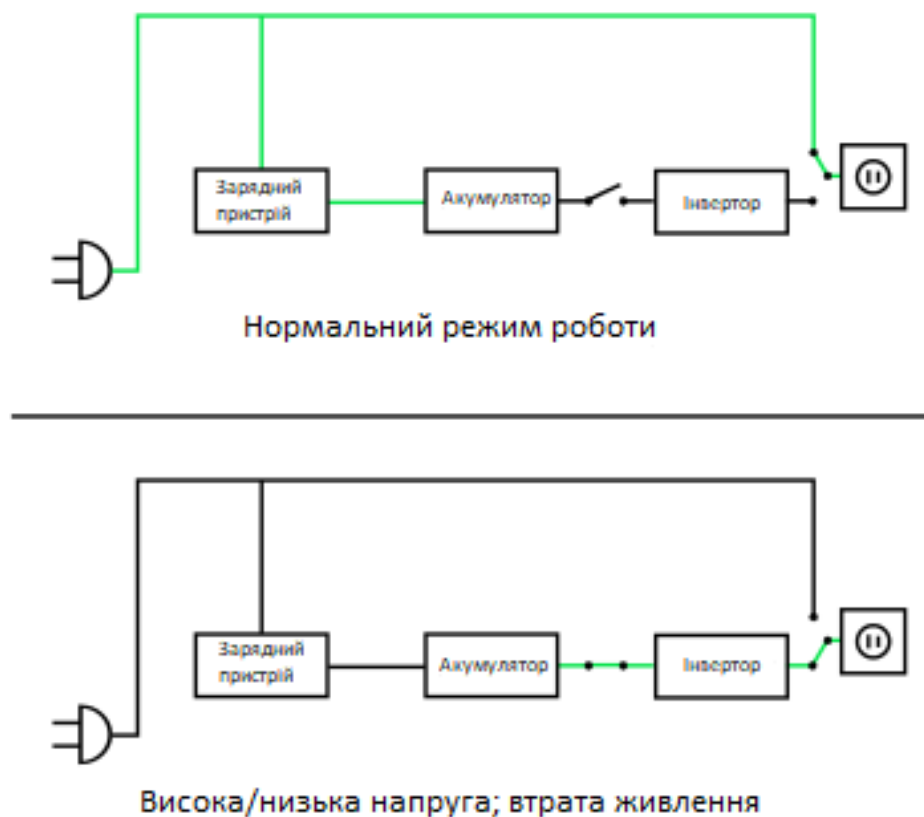 Зарядний
пристрій
Акумулятор
Інвертор
Нормальний режим роботи
Зарядний
пристрій
Акумулятор
Інвертор
Висока/низька напруга; втрата живлення